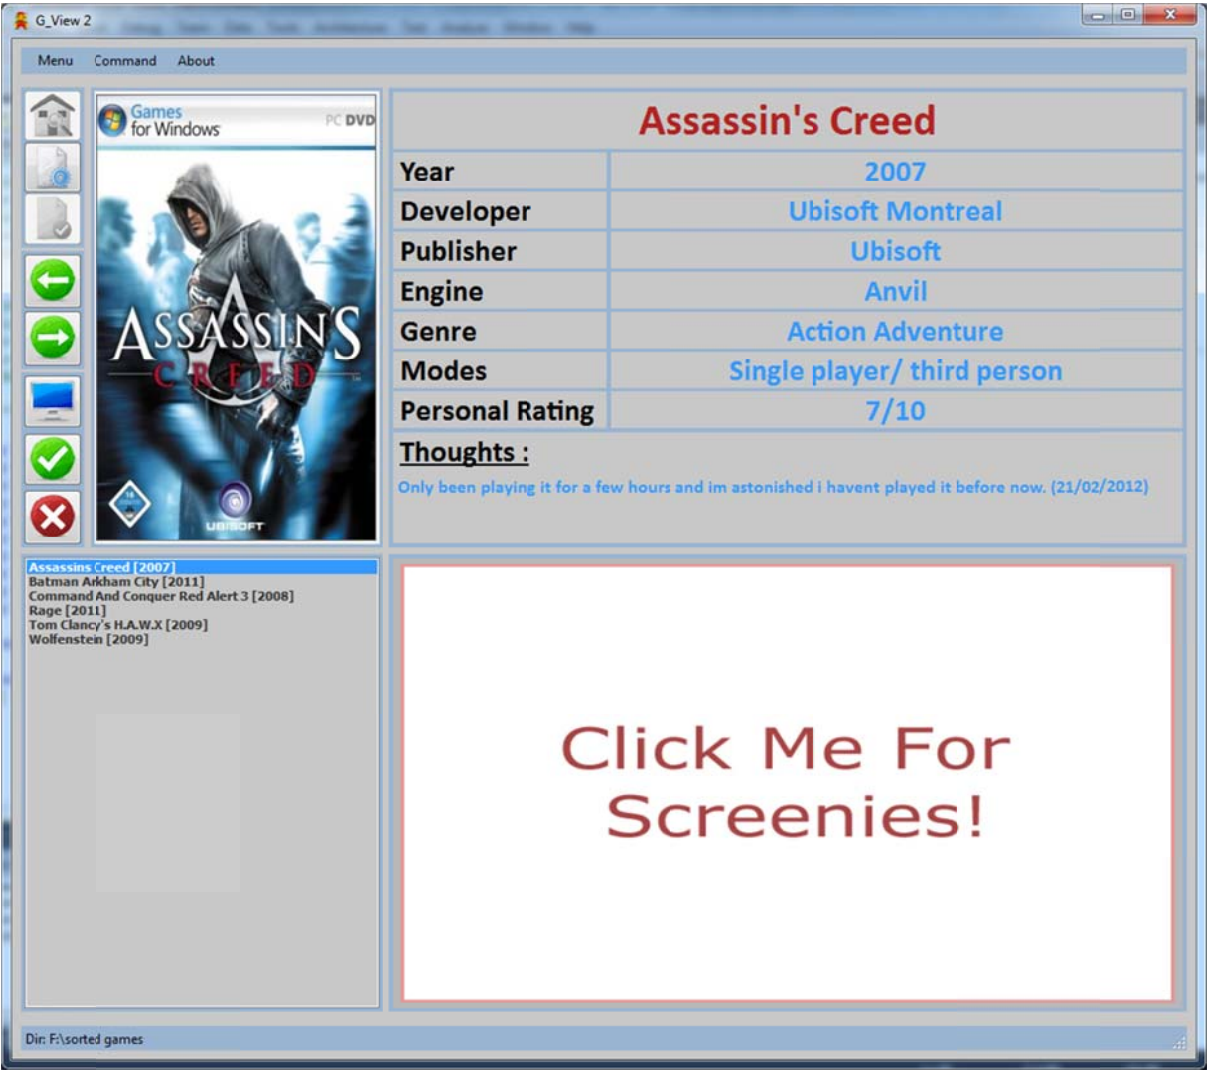 G_View 2
Menu Command About
Games
for Windows
PC DVD
ASSASSIN'S
CREED
UBISOFT
Assassin's Creed
Year 2007
Developer Ubisoft Montreal
Publisher Ubisoft
Engine Anvil
Genre Action Adventure
Modes Single player/ third person
Personal Rating 7/10
Thoughts :
Only been playing it for a few hours and im astonished i havent played it before now. (21/02/2012)
Assassins Creed [2007]
Batman Arkham City [2011]
Command And Conquer Red Alert 3 [2008]
Rage [2011]
Tom Clancy's H.A.W.X [2009]
Wolfenstein [2009]
Click Me For
Screenies!
Dir: F:\sorted games